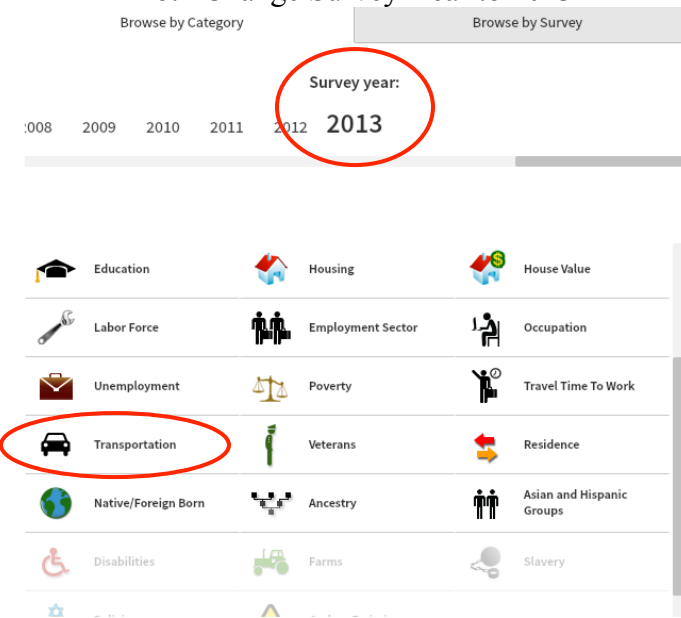 Browse by Category Browse by Survey
Survey year:
2008 2009 2010 2011 2012 2013
Education Housing House Value
Labor Force Employment Sector Occupation
Unemployment Poverty Travel Time To Work
Transportation Veterans Residence
Native/Foreign Born Ancestry Asian and Hispanic
Groups
Disabilities Farms Slavery